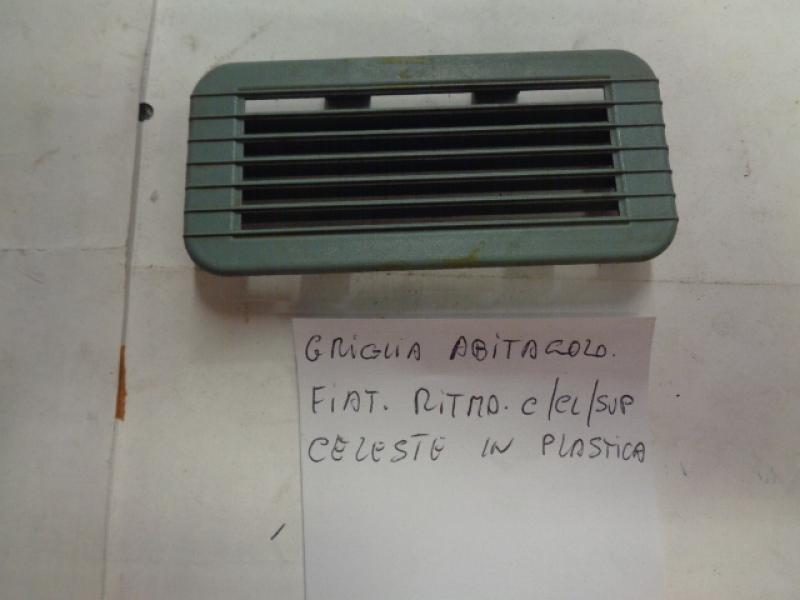 GRIGLIA ABITACOLO.
FIAT. RITMO. C/CL/SUP
CELESTE IN PLASTICA